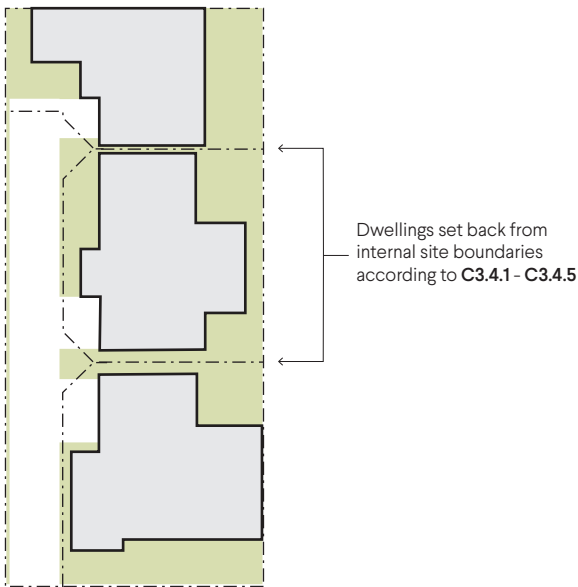 Dwellings set back from
internal site boundaries
according to C3.4.1 - C3.4.5